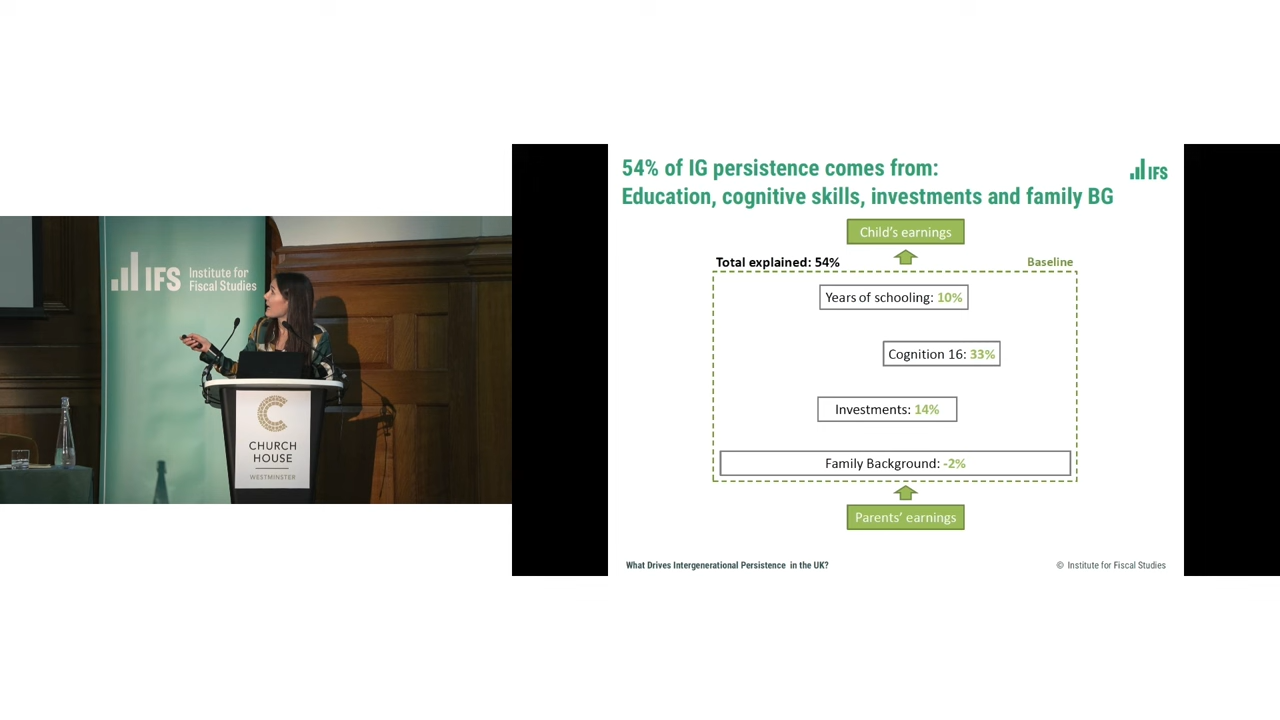 IFS
Institute for
Fiscal Studies
CHURCH
HOUSE
WESTMINSTER
54% of IG persistence comes from:
Education, cognitive skills, investments and family BG
IFS
Child's earnings
Total explained: 54%
Baseline
Years of schooling: 10%
Cognition 16: 33%
Investments: 14%
Family Background: -2%
Parents' earnings
What Drives Intergenerational Persistence in the UK?
© Institute for Fiscal Studies